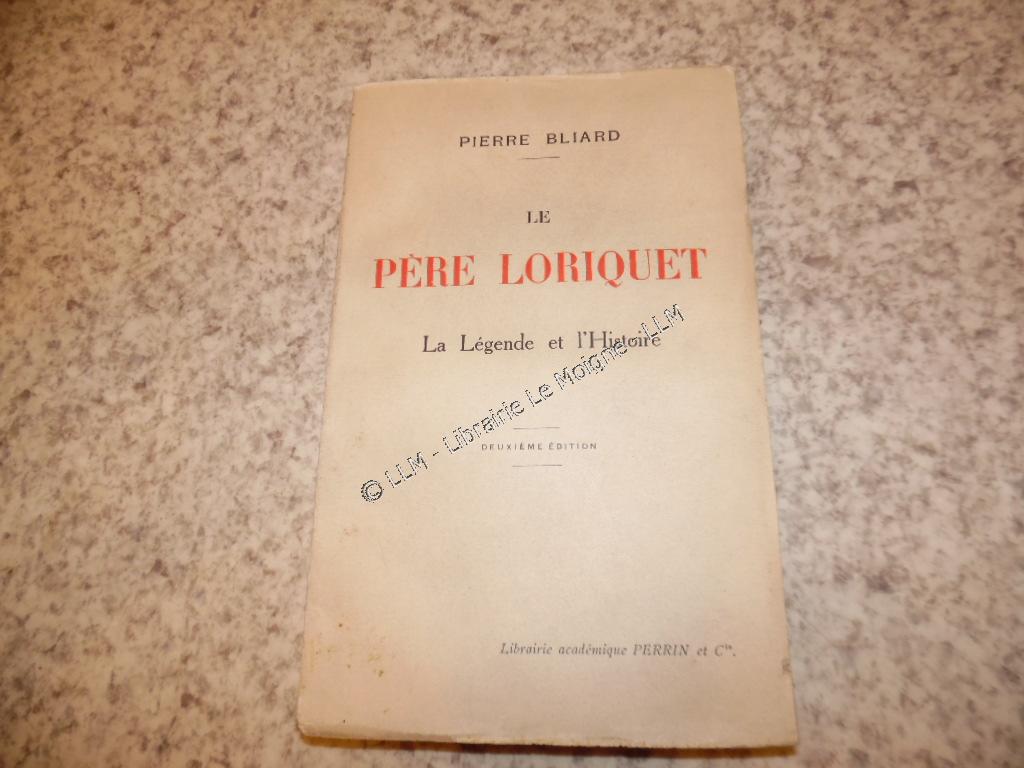 PIERRE BLIARD
LE
PÈRE LORIQUET
La Légende et l'Histoire
DEUXIÈME ÉDITION
Librairie académique PERRIN et Cie.
© LLM - Librairie Le Moigne - LLM